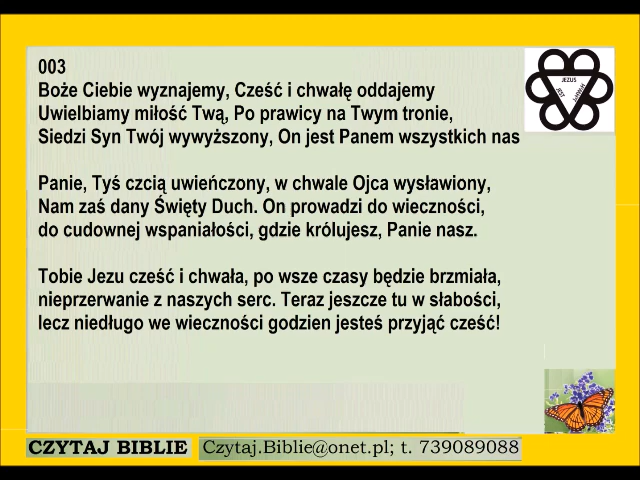 003
Boże Ciebie wyznajemy, Cześć i chwałę oddajemy
Uwielbiamy miłość Twą, Po prawicy na Twym tronie,
Siedzi Syn Twój wywyższony, On jest Panem wszystkich nas
Panie, Tyś czcią uwieńczony, w chwale Ojca wysławiony,
Nam zaś dany Święty Duch. On prowadzi do wieczności,
do cudownej wspaniałości, gdzie królujesz, Panie nasz.
Tobie Jezu cześć i chwała, po wsze czasy będzie brzmiała,
nieprzerwanie z naszych serc. Teraz jeszcze tu w słabości,
lecz niedługo we wieczności godzien jesteś przyjąć cześć!
JEZUS
JEST
CZYTAJ BIBLIE
Czytaj.Biblie@onet.pl; t. 739089088